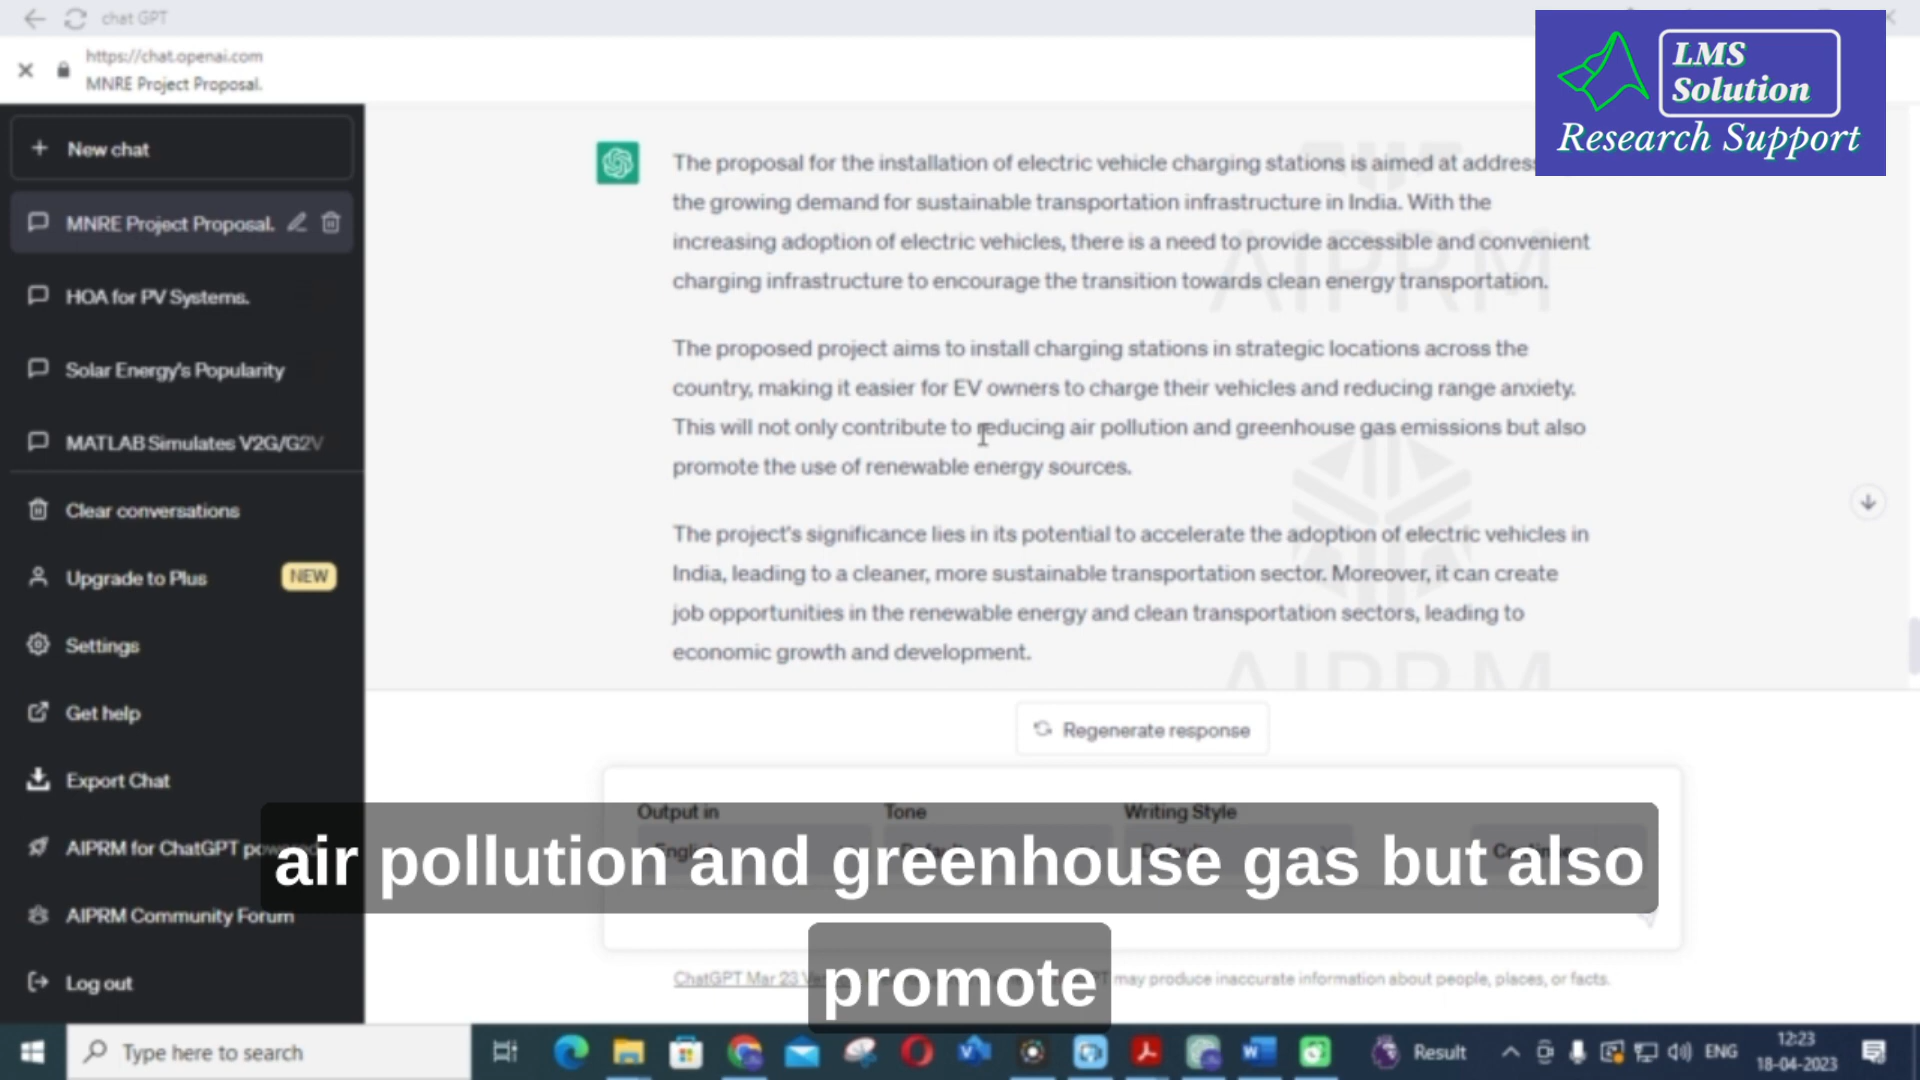 chat GPT
https://chat.openai.com
MNRE Project Proposal.
LMS
Solution
Research Support
New chat
MNRE Project Proposal.
HOA for PV Systems.
Solar Energy's Popularity
MATLAB Simulates V2G/G2V
Clear conversations
Upgrade to Plus NEW
Settings
Get help
Export Chat
AIPRM for ChatGPT
AIPRM Community Forum
Log out
The proposal for the installation of electric vehicle charging stations is aimed at
the growing demand for sustainable transportation infrastructure in India. With the
increasing adoption of electric vehicles, there is a need to provide accessible and convenient
charging infrastructure to encourage the transition towards clean energy transportation.
The proposed project aims to install charging stations in strategic locations across the
country, making it easier for EV owners to charge their vehicles and reducing range anxiety.
This will not only contribute to reducing air pollution and greenhouse gas emissions but also
promote the use of renewable energy sources.
The project's significance lies in its potential to accelerate the adoption of electric vehicles in
India, leading to a cleaner, more sustainable transportation sector. Moreover, it can create
job opportunities in the renewable energy and clean transportation sectors, leading to
economic growth and development.
AIPRM
AIPRM
Regenerate response
Output in Tone Writing Style
air pollution and greenhouse gas but also
promote
ChatGPT Mar 23 may produce inaccurate information about people, places, or facts.
Type here to search
Result
ENG
12:23
18-04-2023